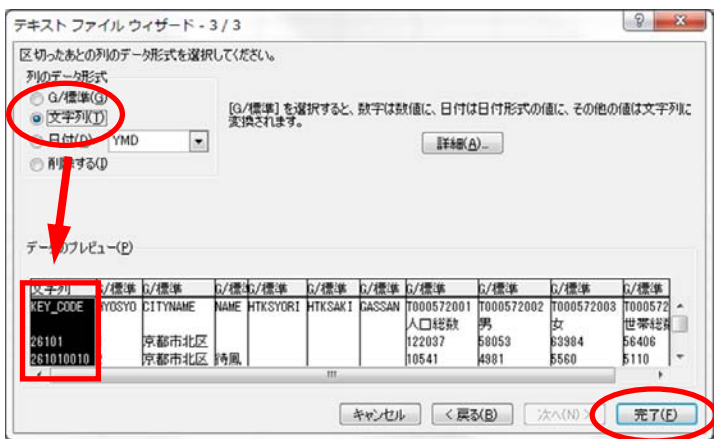 テキスト ファイル ウィザード - 3 / 3
区切ったあとの列のデータ形式を選択してください。
列のデータ形式
G/標準(G)
文字列(T)
日付(D): YMD
削除する(I)
[G/標準] を選択すると、数字は数値に、日付は日付形式の値に、その他の値は文字列に
変換されます。
詳細(A)...
データのプレビュー(P)
文字列 G/標準 G/標準 G/標 G/標準 G/標準 G/標準 G/標準 G/標準 G/標準 G/標準
KEY_CODE HYOSYO CITYNAME NAME HTKSYORI HTKSAKI GASSAN T000572001 T000572002 T000572003 T000572
人口総数 男 女 世帯総数
26101 京都市北区 122037 58053 63984 56406
261010010 京都市北区 待鳳 10541 4981 5560 5110
キャンセル < 戻る(B) 次へ(N) > 完了(F)